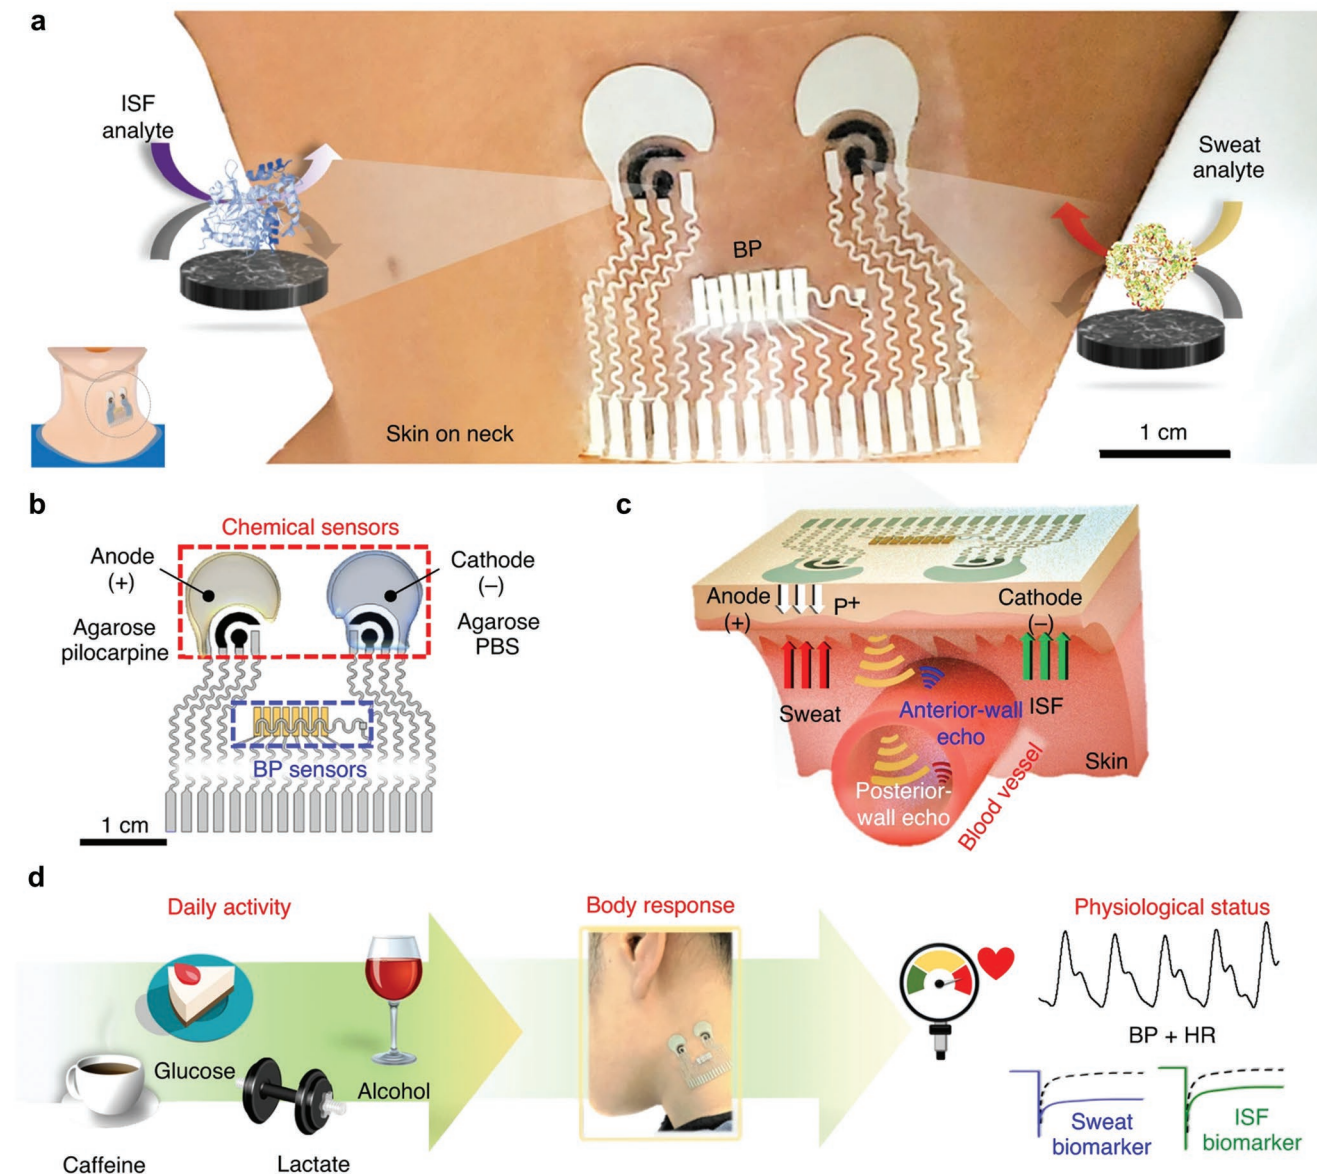 a
ISF
analyte
Sweat
analyte
BP
Skin on neck
1 cm
b
Chemical sensors
Anode
(+)
Cathode
(–)
Agarose
pilocarpine
Agarose
PBS
BP sensors
1 cm
c
Anode
(+)
P+
Cathode
(–)
Sweat
Anterior-wall
echo
ISF
Posterior-
wall echo
Blood vessel
Skin
d
Daily activity
Body response
Physiological status
Glucose
Alcohol
Caffeine
Lactate
BP + HR
Sweat
biomarker
ISF
biomarker